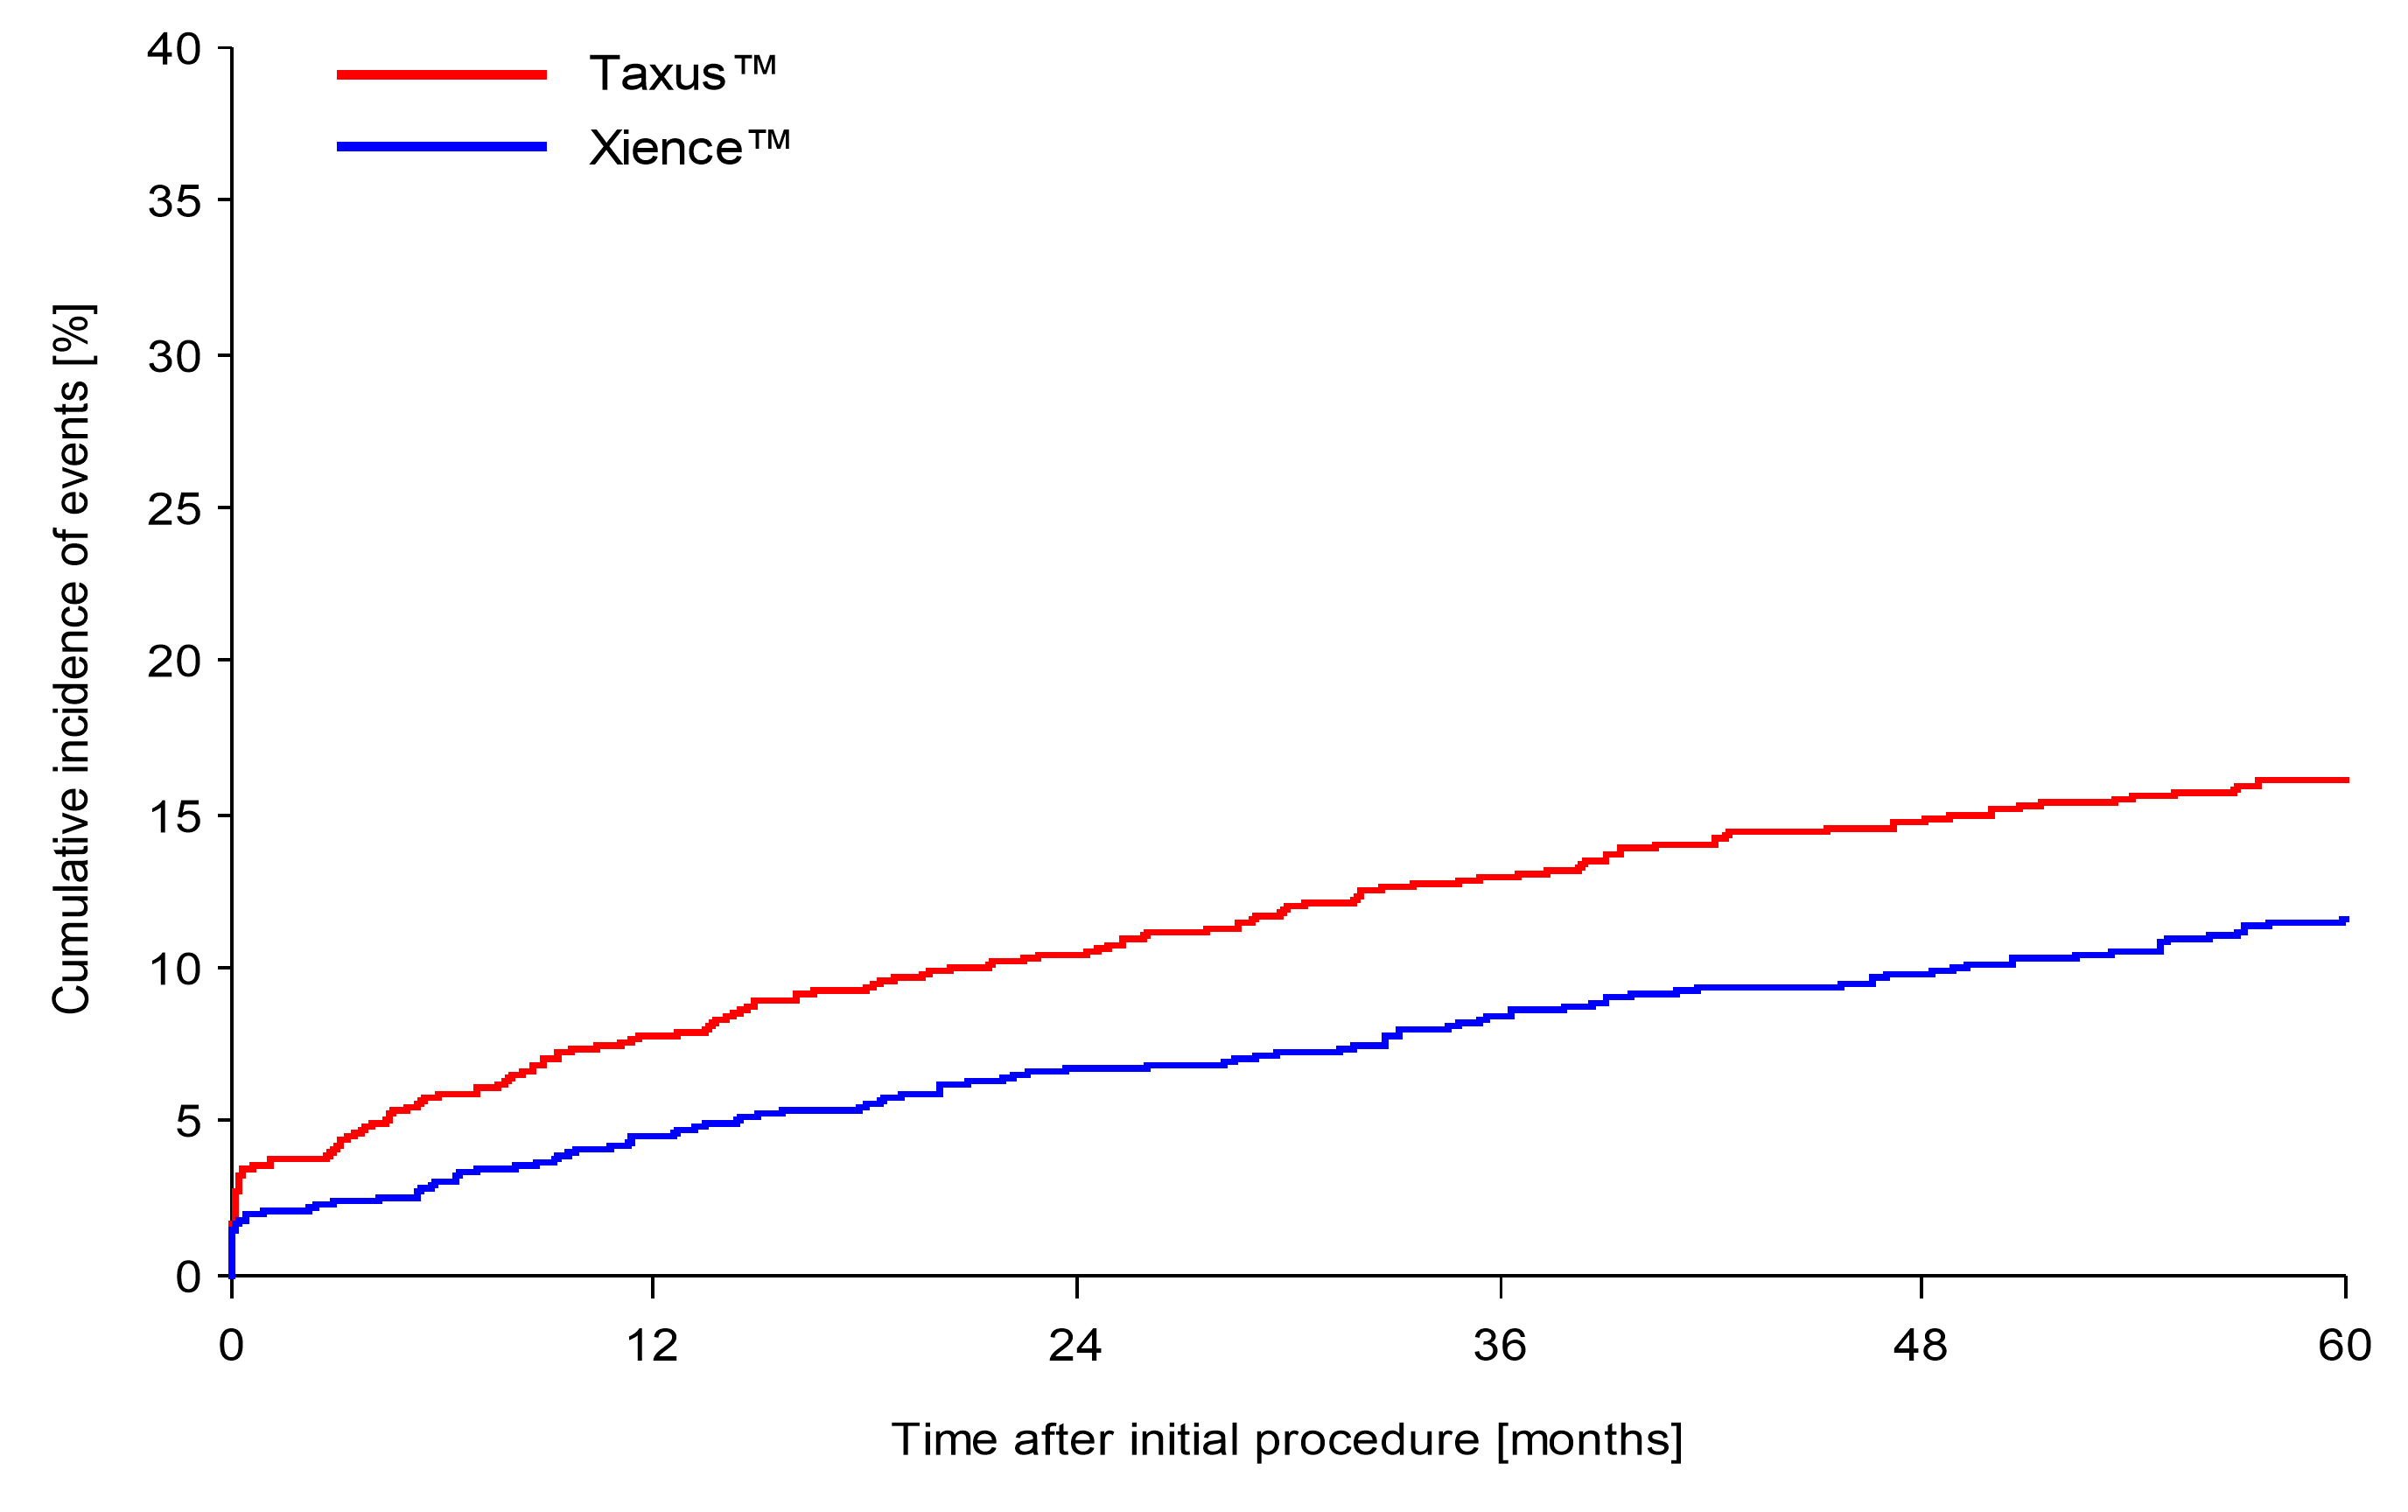 40
Taxus™
Xience™
35
30
25
20
15
10
5
0
Cumulative incidence of events [%]
0 12 24 36 48 60
Time after initial procedure [months]